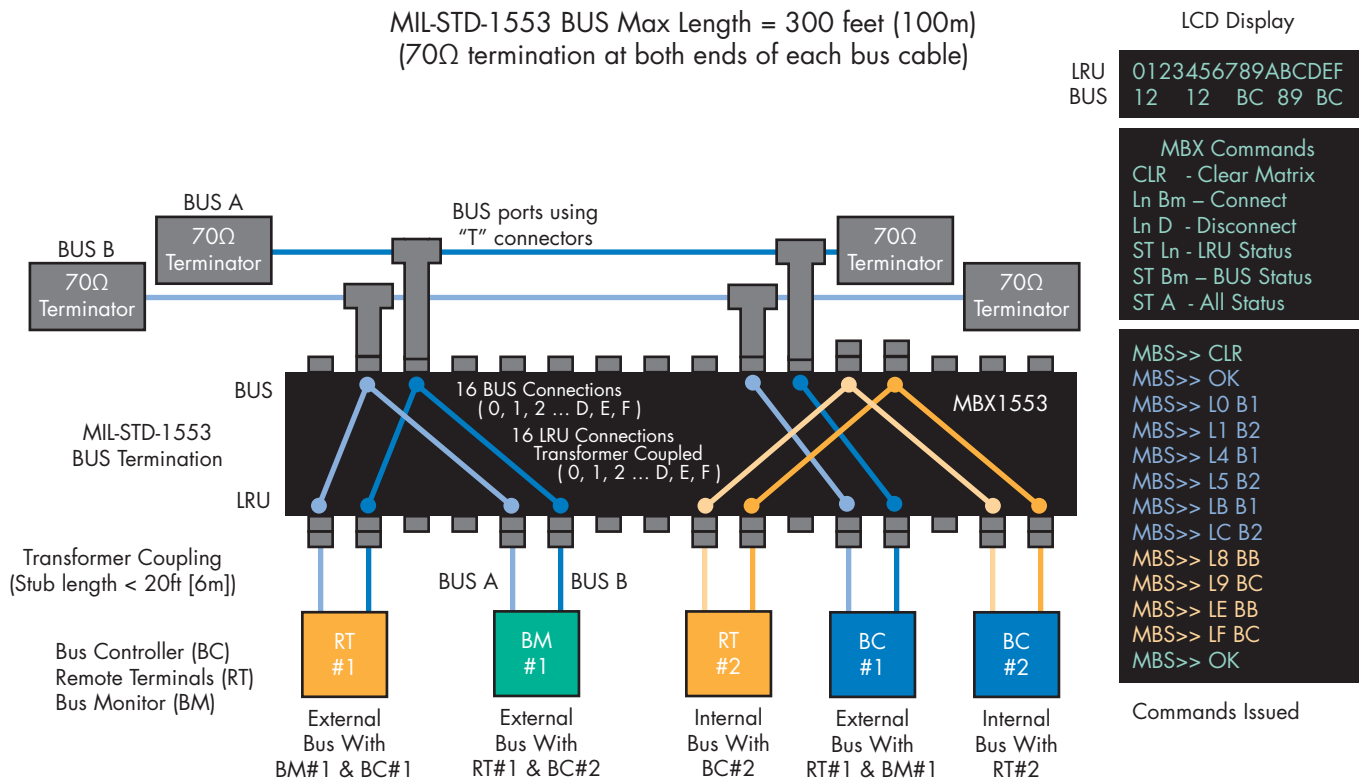 MIL-STD-1553 BUS Max Length = 300 feet (100m)
(70Ω termination at both ends of each bus cable)
LCD Display
LRU 0123456789ABCDEF
BUS 12 12 BC 89 BC
MBX Commands
CLR - Clear Matrix
Ln Bm – Connect
Ln D - Disconnect
ST Ln - LRU Status
ST Bm – BUS Status
ST A - All Status
BUS A
70Ω
Terminator
BUS B
70Ω
Terminator
BUS ports using
"T" connectors
70Ω
Terminator
70Ω
Terminator
BUS
16 BUS Connections
( 0, 1, 2 ... D, E, F )
MBX1553
MIL-STD-1553
BUS Termination
16 LRU Connections
Transformer Coupled
( 0, 1, 2 ... D, E, F )
LRU
MBS>> CLR
MBS>> OK
MBS>> L0 B1
MBS>> L1 B2
MBS>> L4 B1
MBS>> L5 B2
MBS>> LB B1
MBS>> LC B2
MBS>> L8 BB
MBS>> L9 BC
MBS>> LE BB
MBS>> LF BC
MBS>> OK
Commands Issued
Transformer Coupling
(Stub length < 20ft [6m])
BUS A
BUS B
Bus Controller (BC)
Remote Terminals (RT)
Bus Monitor (BM)
RT
#1
BM
#1
RT
#2
BC
#1
BC
#2
External
Bus With
BM#1 & BC#1
External
Bus With
RT#1 & BC#2
Internal
Bus With
BC#2
External
Bus With
RT#1 & BM#1
Internal
Bus With
RT#2